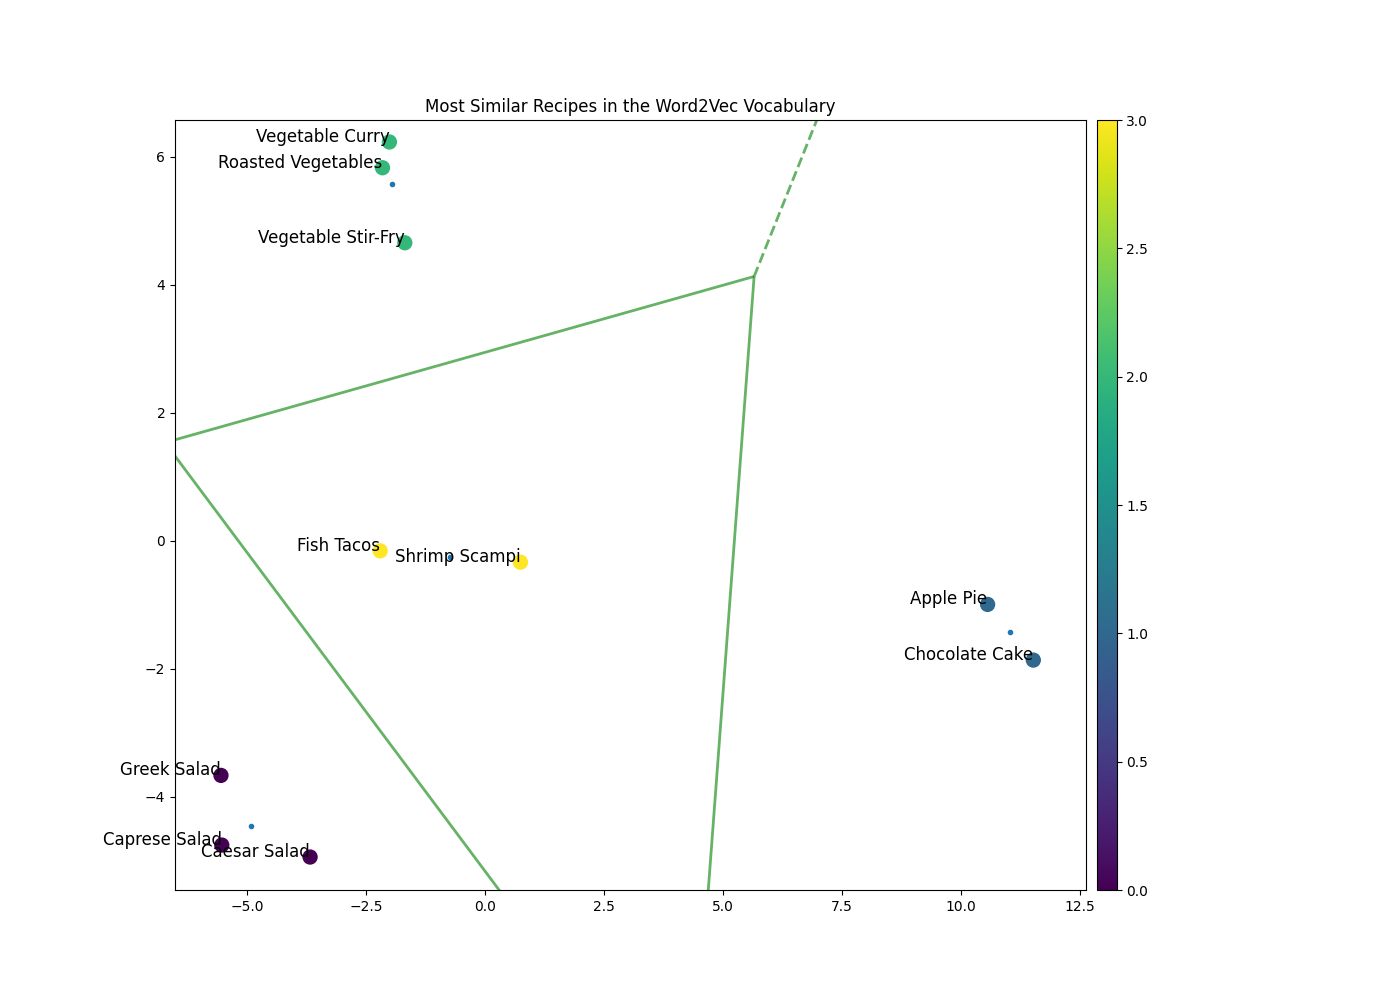 Most Similar Recipes in the Word2Vec Vocabulary
Vegetable Curry
Roasted Vegetables
Vegetable Stir-Fry
Fish Tacos
Shrimp Scampi
Apple Pie
Chocolate Cake
Greek Salad
Caprese Salad
Caesar Salad
6
4
2
0
−2
−4
−5.0
−2.5
0.0
2.5
5.0
7.5
10.0
12.5
3.0
2.5
2.0
1.5
1.0
0.5
0.0